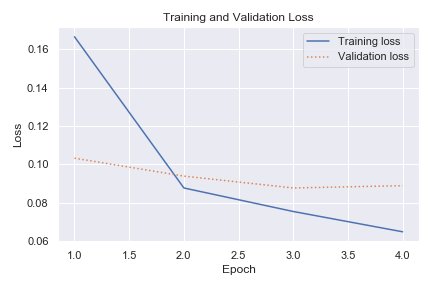 Training and Validation Loss
Training loss
Validation loss
Loss
0.16
0.14
0.12
0.10
0.08
0.06
1.0 1.5 2.0 2.5 3.0 3.5 4.0
Epoch